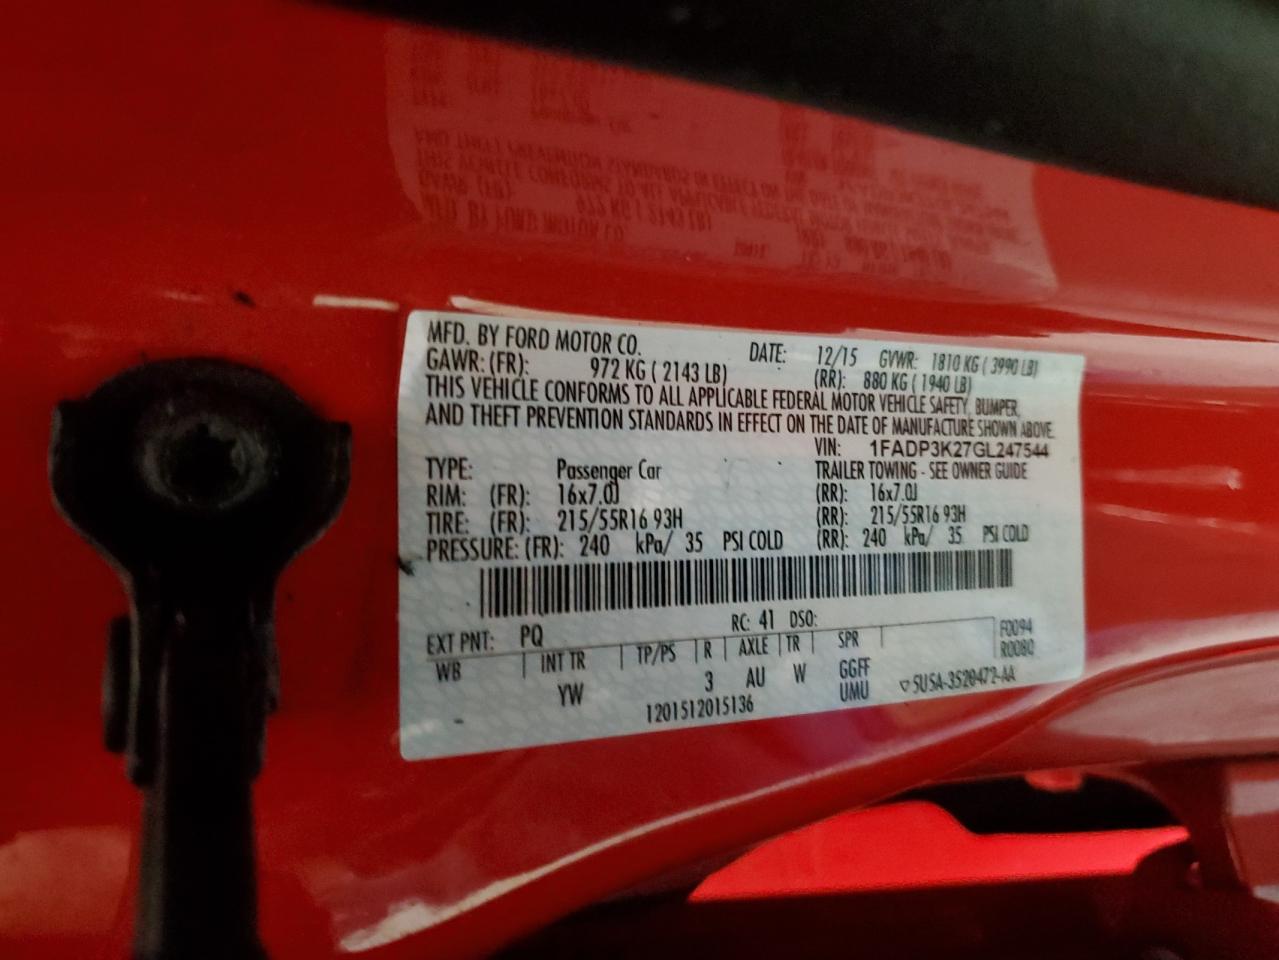 MFD. BY FORD MOTOR CO. DATE: 12/15 GVWR: 1810 KG ( 3990 LB)
GAWR: (FR): 972 KG ( 2143 LB) (RR): 880 KG ( 1940 LB)
THIS VEHICLE CONFORMS TO ALL APPLICABLE FEDERAL MOTOR VEHICLE SAFETY, BUMPER,
AND THEFT PREVENTION STANDARDS IN EFFECT ON THE DATE OF MANUFACTURE SHOWN ABOVE.
VIN: 1FADP3K27GL247544
TYPE: Passenger Car TRAILER TOWING - SEE OWNER GUIDE
RIM: (FR): 16x7.0J (RR): 16x7.0J
TIRE: (FR): 215/55R16 93H (RR): 215/55R16 93H
PRESSURE: (FR): 240 kPa/ 35 PSI COLD (RR): 240 kPa/ 35 PSI COLD
RC: 41 DSO:
EXT PNT: PQ F0094
WB INT TR TP/PS R AXLE TR SPR R0080
YW 3 AU W GGFF
UMU 5U5A-3520472-AA
1201512015136